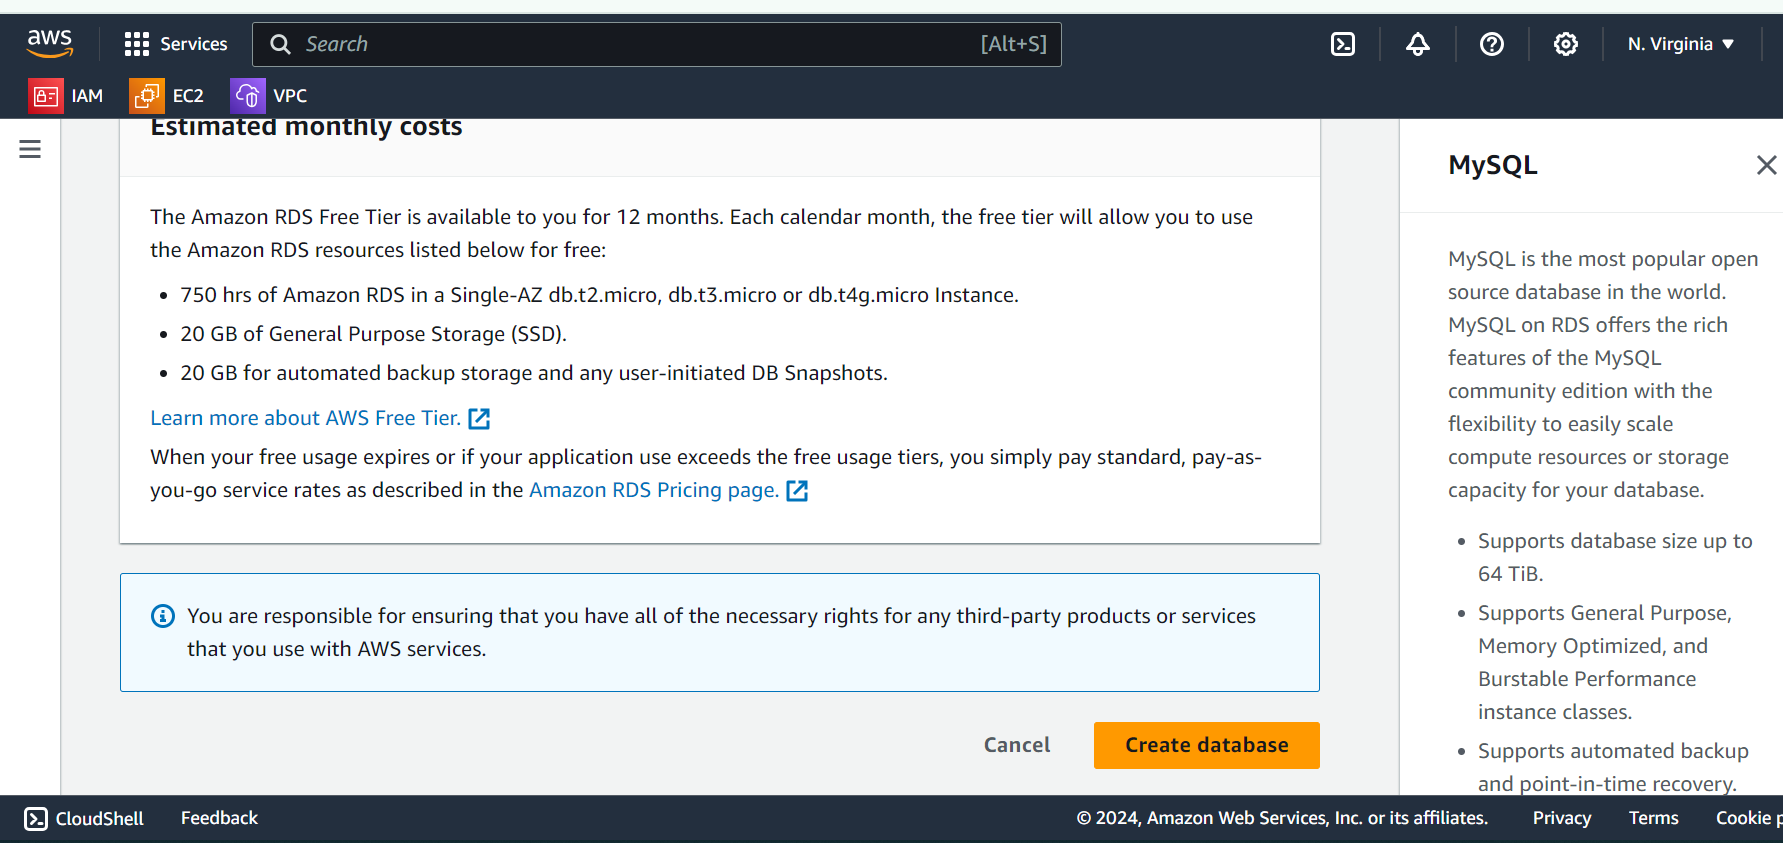 aws
Services
Search
[Alt+S]
N. Virginia
IAM
EC2
VPC
Estimated monthly costs
The Amazon RDS Free Tier is available to you for 12 months. Each calendar month, the free tier will allow you to use
the Amazon RDS resources listed below for free:
• 750 hrs of Amazon RDS in a Single-AZ db.t2.micro, db.t3.micro or db.t4g.micro Instance.
• 20 GB of General Purpose Storage (SSD).
• 20 GB for automated backup storage and any user-initiated DB Snapshots.
Learn more about AWS Free Tier.
When your free usage expires or if your application use exceeds the free usage tiers, you simply pay standard, pay-as-
you-go service rates as described in the Amazon RDS Pricing page.
You are responsible for ensuring that you have all of the necessary rights for any third-party products or services
that you use with AWS services.
Cancel
Create database
MySQL
MySQL is the most popular open
source database in the world.
MySQL on RDS offers the rich
features of the MySQL
community edition with the
flexibility to easily scale
compute resources or storage
capacity for your database.
• Supports database size up to
64 TiB.
• Supports General Purpose,
Memory Optimized, and
Burstable Performance
instance classes.
• Supports automated backup
and point-in-time recovery.
CloudShell
Feedback
© 2024, Amazon Web Services, Inc. or its affiliates.
Privacy
Terms
Cookie p